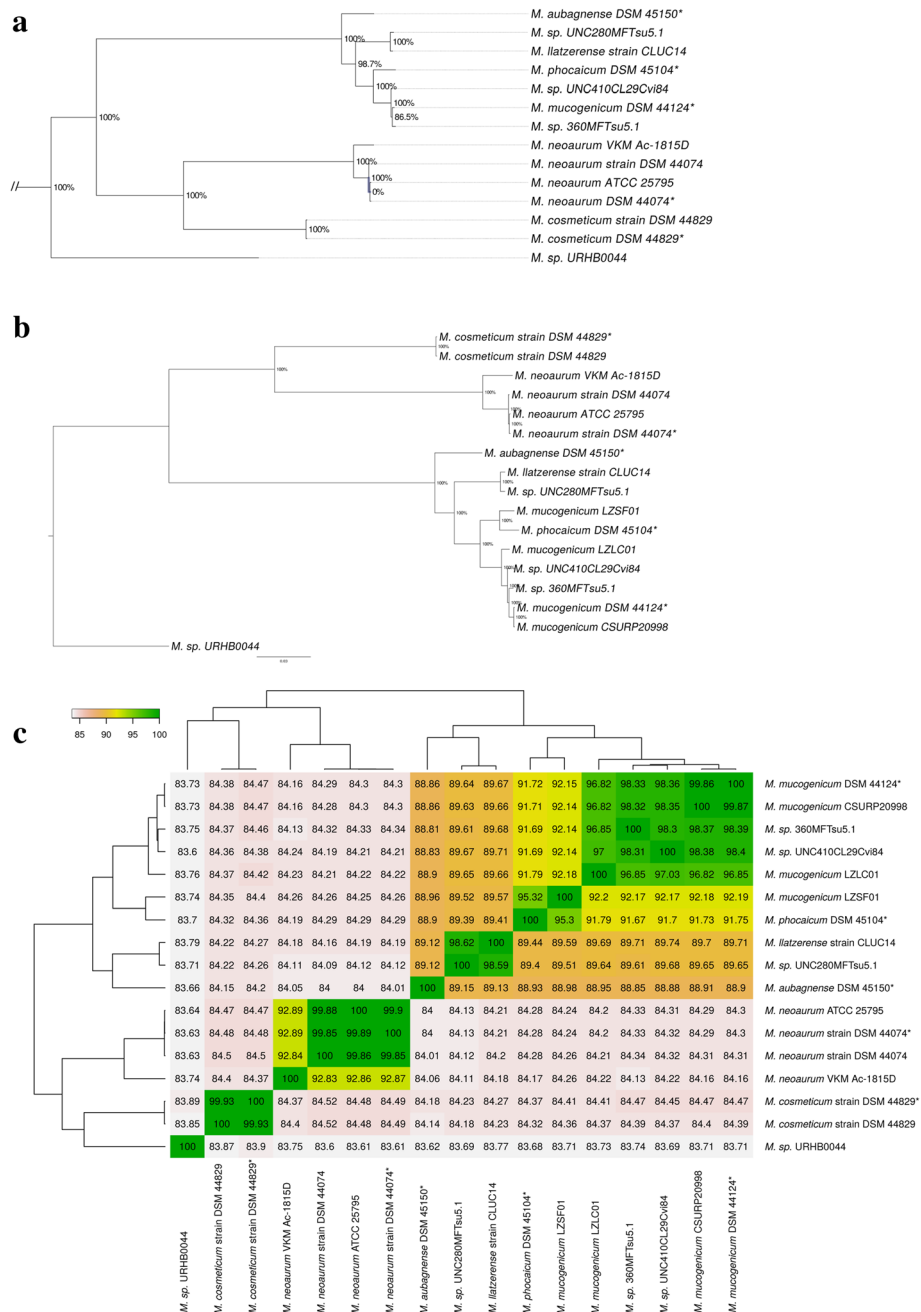 a
M. aubagnense DSM 45150*
M. sp. UNC280MFTsu5.1
100%
100%
M. llatzerense strain CLUC14
98.7%
M. phocaicum DSM 45104*
100%
M. sp. UNC410CL29Cvi84
100%
M. mucogenicum DSM 44124*
86.5%
100%
M. sp. 360MFTsu5.1
M. neoaurum VKM Ac-1815D
100%
M. neoaurum strain DSM 44074
100%
//
100%
M. neoaurum ATCC 25795
0%
100%
M. neoaurum DSM 44074*
M. cosmeticum strain DSM 44829
100%
M. cosmeticum DSM 44829*
M. sp. URHB0044
b
M. cosmeticum strain DSM 44829*
100%
M. cosmeticum strain DSM 44829
100%
M. neoaurum VKM Ac-1815D
100%
M. neoaurum strain DSM 44074
100%
M. neoaurum ATCC 25795
100%
M. neoaurum strain DSM 44074*
M. aubagnense DSM 45150*
M. llatzerense strain CLUC14
100%
100%
100%
M. sp. UNC280MFTsu5.1
M. mucogenicum LZSF01
100%
100%
M. phocaicum DSM 45104*
100%
M. mucogenicum LZLC01
100%
M. sp. UNC410CL29Cvi84
M. sp. 360MFTsu5.1
100%
M. mucogenicum DSM 44124*
100%
M. mucogenicum CSURP20998
M. sp. URHB0044
0.03
c
85 90 95 100
83.73 84.38 84.47 84.16 84.29 84.3 84.3 88.86 89.64 89.67 91.72 92.15 96.82 98.33 98.36 99.86 100 M. mucogenicum DSM 44124*
83.73 84.38 84.47 84.16 84.28 84.3 84.3 88.86 89.63 89.66 91.71 92.14 96.82 98.32 98.35 100 99.87 M. mucogenicum CSURP20998
83.75 84.37 84.46 84.13 84.32 84.33 84.34 88.81 89.61 89.68 91.69 92.14 96.85 100 98.3 98.37 98.39 M. sp. 360MFTsu5.1
83.6 84.36 84.38 84.24 84.19 84.21 84.21 88.83 89.67 89.71 91.69 92.14 97 98.31 100 98.38 98.4 M. sp. UNC410CL29Cvi84
83.76 84.37 84.42 84.23 84.21 84.22 84.22 88.9 89.65 89.66 91.79 92.18 100 96.85 97.03 96.82 96.85 M. mucogenicum LZLC01
83.74 84.35 84.4 84.26 84.26 84.25 84.26 88.96 89.52 89.57 95.32 100 92.2 92.17 92.17 92.18 92.19 M. mucogenicum LZSF01
83.7 84.32 84.36 84.19 84.29 84.29 84.29 88.9 89.39 89.41 100 95.3 91.79 91.67 91.7 91.73 91.75 M. phocaicum DSM 45104*
83.79 84.22 84.27 84.18 84.16 84.19 84.19 89.12 98.62 100 89.44 89.59 89.69 89.71 89.74 89.7 89.71 M. llatzerense strain CLUC14
83.71 84.22 84.26 84.11 84.09 84.12 84.12 89.12 100 98.59 89.4 89.51 89.64 89.61 89.68 89.65 89.65 M. sp. UNC280MFTsu5.1
83.66 84.15 84.2 84.05 84 84 84.01 100 89.15 89.13 88.93 88.98 88.95 88.85 88.88 88.91 88.9 M. aubagnense DSM 45150*
83.64 84.47 84.47 92.89 99.88 100 99.9 84 84.13 84.21 84.28 84.24 84.2 84.33 84.31 84.29 84.3 M. neoaurum ATCC 25795
83.63 84.48 84.48 92.89 99.85 99.89 100 84 84.13 84.21 84.28 84.24 84.2 84.33 84.31 84.29 84.3 M. neoaurum strain DSM 44074*
83.63 84.5 84.5 92.84 100 99.86 99.85 84.01 84.12 84.2 84.28 84.26 84.21 84.34 84.32 84.31 84.31 M. neoaurum strain DSM 44074
83.74 84.4 84.37 100 92.83 92.86 92.87 84.06 84.11 84.18 84.17 84.26 84.22 84.13 84.22 84.16 84.16 M. neoaurum VKM Ac-1815D
83.89 99.93 100 84.37 84.52 84.48 84.49 84.18 84.23 84.27 84.37 84.41 84.41 84.47 84.45 84.47 84.47 M. cosmeticum strain DSM 44829*
83.85 100 99.93 84.4 84.52 84.48 84.49 84.14 84.19 84.23 84.32 84.36 84.37 84.39 84.37 84.4 84.39 M. cosmeticum strain DSM 44829
100 83.87 83.9 83.75 83.6 83.61 83.61 83.62 83.69 83.77 83.68 83.71 83.73 83.74 83.69 83.71 83.71 M. sp. URHB0044
M. sp. URHB0044
M. cosmeticum strain DSM 44829
M. cosmeticum strain DSM 44829*
M. neoaurum VKM Ac-1815D
M. neoaurum strain DSM 44074
M. neoaurum ATCC 25795
M. neoaurum strain DSM 44074*
M. aubagnense DSM 45150*
M. sp. UNC280MFTsu5.1
M. llatzerense strain CLUC14
M. phocaicum DSM 45104*
M. mucogenicum LZSF01
M. mucogenicum LZLC01
M. sp. 360MFTsu5.1
M. sp. UNC410CL29Cvi84
M. mucogenicum CSURP20998
M. mucogenicum DSM 44124*